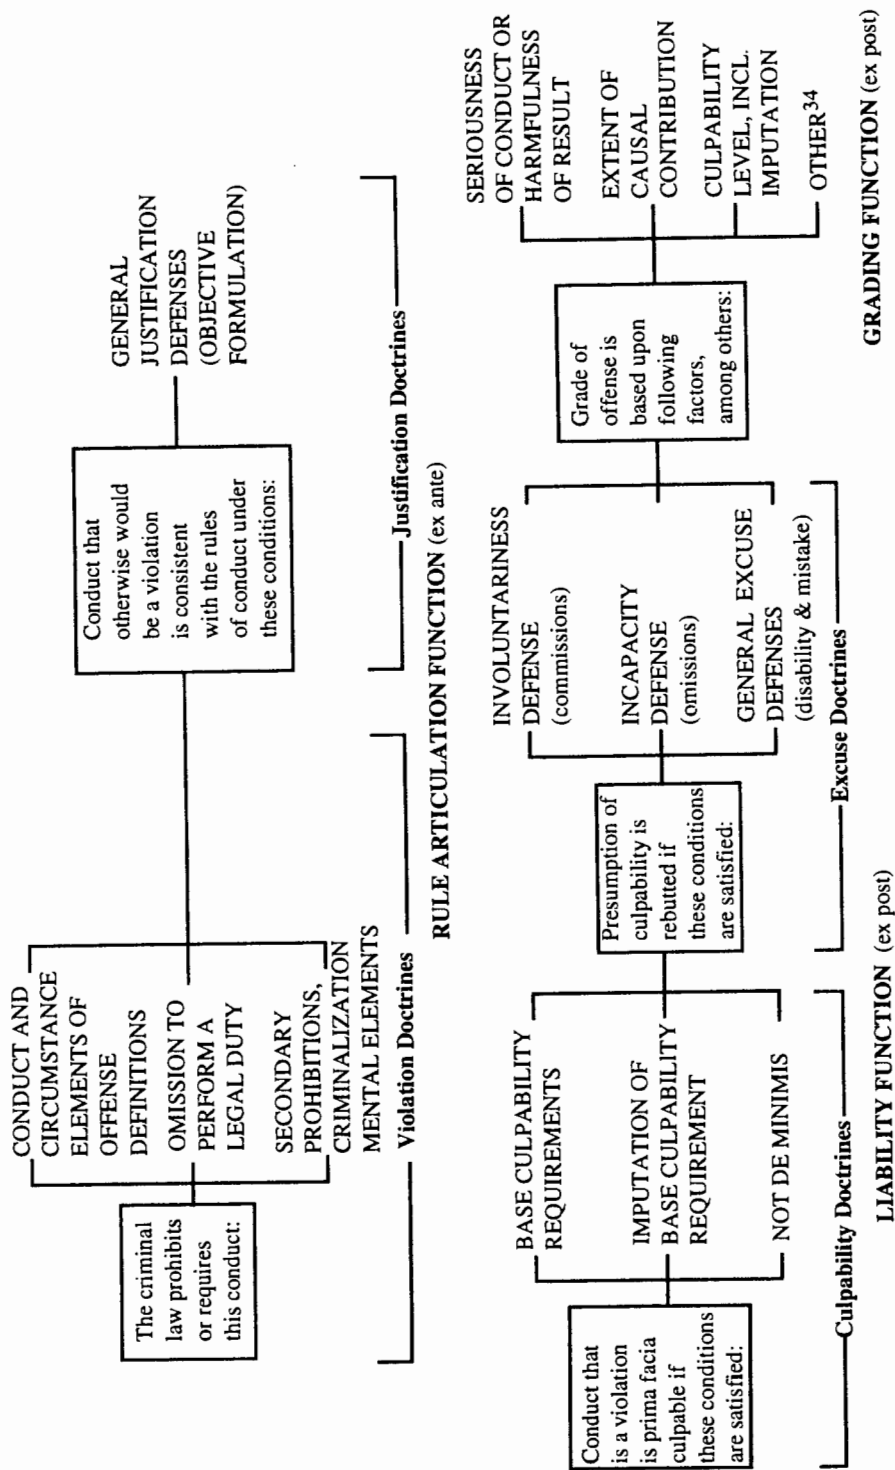 The criminal
law prohibits
or requires
this conduct:
CONDUCT AND
CIRCUMSTANCE
ELEMENTS OF
OFFENSE
DEFINITIONS
OMISSION TO
PERFORM A
LEGAL DUTY
SECONDARY
PROHIBITIONS,
CRIMINALIZATION
MENTAL ELEMENTS
Violation Doctrines
Conduct that
otherwise would
be a violation
is consistent
with the rules
of conduct under
these conditions:
GENERAL
JUSTIFICATION
DEFENSES
(OBJECTIVE
FORMULATION)
Justification Doctrines
RULE ARTICULATION FUNCTION (ex ante)
Conduct that
is a violation
is prima facia
culpable if
these conditions
are satisfied:
BASE CULPABILITY
REQUIREMENTS
IMPUTATION OF
BASE CULPABILITY
REQUIREMENT
NOT DE MINIMIS
Culpability Doctrines
Presumption of
culpability is
rebutted if
these conditions
are satisfied:
INVOLUNTARINESS
DEFENSE
(commissions)
INCAPACITY
DEFENSE
(omissions)
GENERAL EXCUSE
DEFENSES
(disability & mistake)
Excuse Doctrines
LIABILITY FUNCTION (ex post)
Grade of
offense is
based upon
following
factors,
among others:
SERIOUSNESS
OF CONDUCT OR
HARMFULNESS
OF RESULT
EXTENT OF
CAUSAL
CONTRIBUTION
CULPABILITY
LEVEL, INCL.
IMPUTATION
OTHER34
GRADING FUNCTION (ex post)